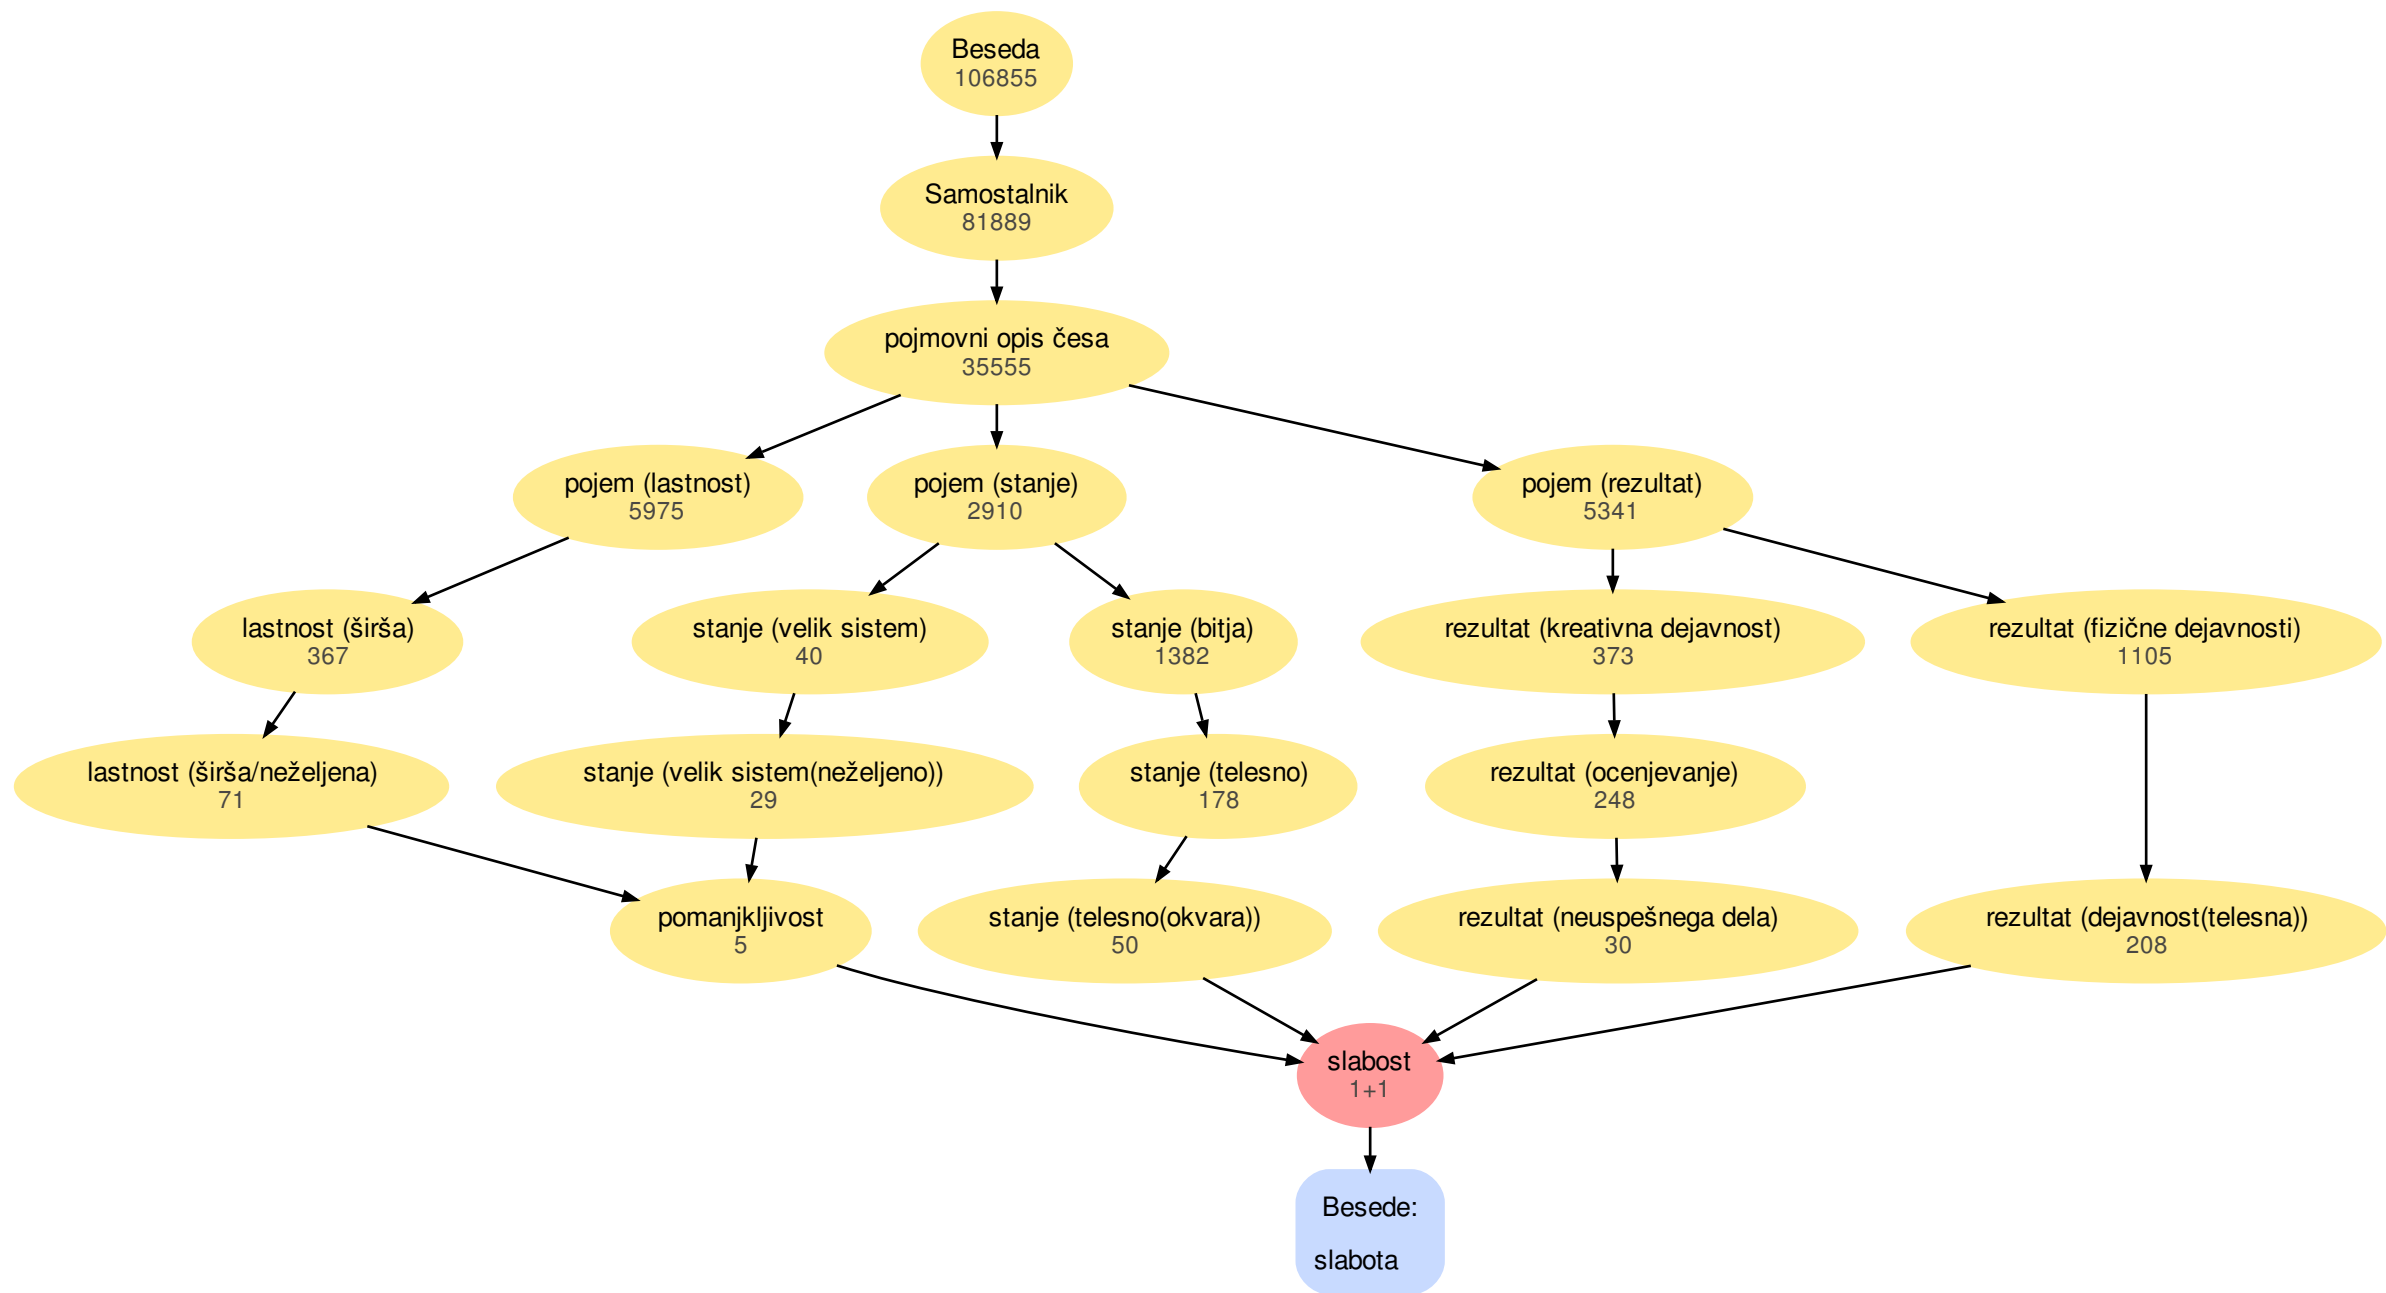 Beseda
106855
Samostalnik
81889
pojmovni opis česa
35555
pojem (lastnost)
5975
pojem (stanje)
2910
pojem (rezultat)
5341
lastnost (širša)
367
stanje (velik sistem)
40
stanje (bitja)
1382
rezultat (kreativna dejavnost)
373
rezultat (fizične dejavnosti)
1105
lastnost (širša/neželjena)
71
stanje (velik sistem(neželjeno))
29
stanje (telesno)
178
rezultat (ocenjevanje)
248
pomanjkljivost
5
stanje (telesno(okvara))
50
rezultat (neuspešnega dela)
30
rezultat (dejavnost(telesna))
208
slabost
1+1
Besede:
slabota